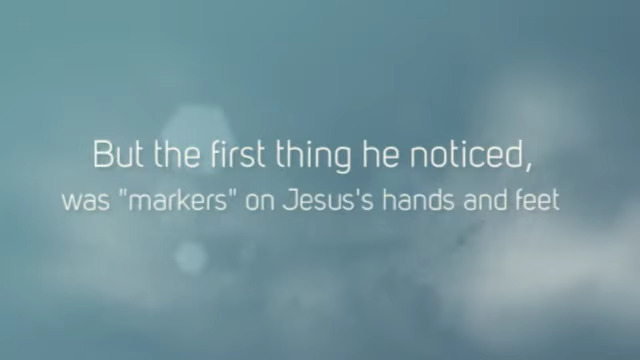 But the first thing he noticed,
was "markers" on Jesus's hands and feet